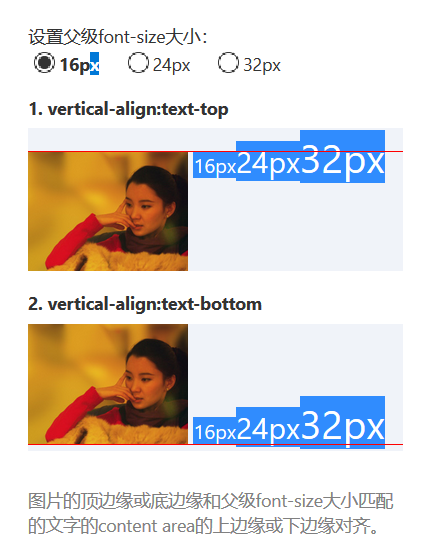 设置父级font-size大小：
16px 24px 32px
1. vertical-align:text-top
16px24px32px
2. vertical-align:text-bottom
16px24px32px
图片的顶边缘或底边缘和父级font-size大小匹配
的文字的content area的上边缘或下边缘对齐。